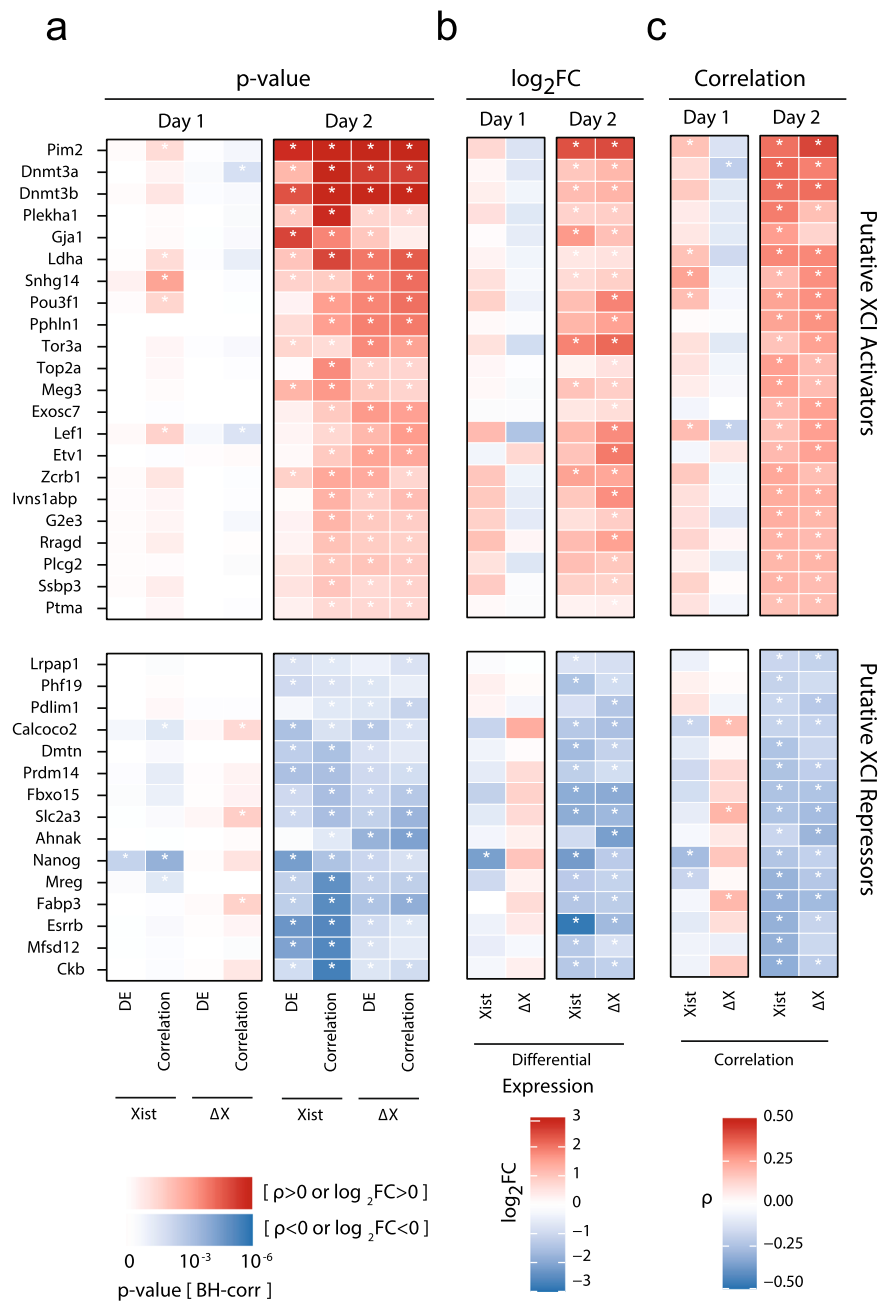 a
b
c
p-value
log2FC
Correlation
Day 1
Day 2
Day 1
Day 2
Day 1
Day 2
Pim2
Dnmt3a
Dnmt3b
Plekha1
Gja1
Ldha
Snhg14
Pou3f1
Pphln1
Tor3a
Top2a
Meg3
Exosc7
Lef1
Etv1
Zcrb1
Ivns1abp
G2e3
Rragd
Plcg2
Ssbp3
Ptma
Putative XCI Activators
Lrpap1
Phf19
Pdlim1
Calcoco2
Dmtn
Prdm14
Fbxo15
Slc2a3
Ahnak
Nanog
Mreg
Fabp3
Esrrb
Mfsd12
Ckb
Putative XCI Repressors
DE
Correlation
DE
Correlation
DE
Correlation
DE
Correlation
Xist
ΔX
Xist
ΔX
Xist
ΔX
Xist
ΔX
Xist
ΔX
Xist
ΔX
Differential
Expression
Correlation
[ ρ>0 or log 2FC>0 ]
[ ρ<0 or log 2FC<0 ]
0
10-3
10-6
p-value [ BH-corr ]
log2FC
3
2
1
0
−1
−2
−3
ρ
0.50
0.25
0.00
−0.25
−0.50